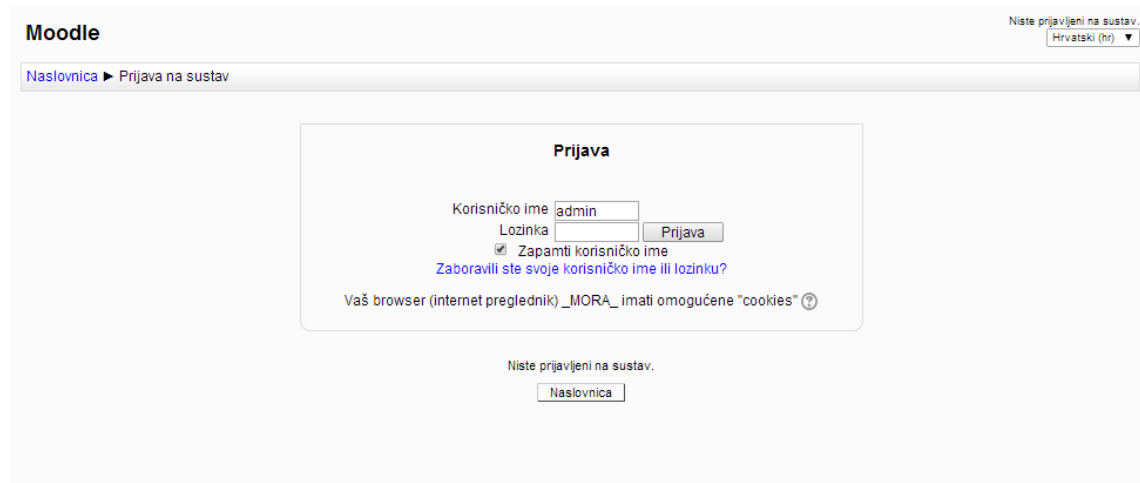 Moodle
Niste prijavljeni na sustav.
Hrvatski (hr) ▼
Naslovnica ► Prijava na sustav
Prijava
Korisničko ime admin
Lozinka Prijava
Zapamti korisničko ime
Zaboravili ste svoje korisničko ime ili lozinku?
Vaš browser (internet preglednik) _MORA_ imati omogućene "cookies" ?
Niste prijavljeni na sustav.
Naslovnica